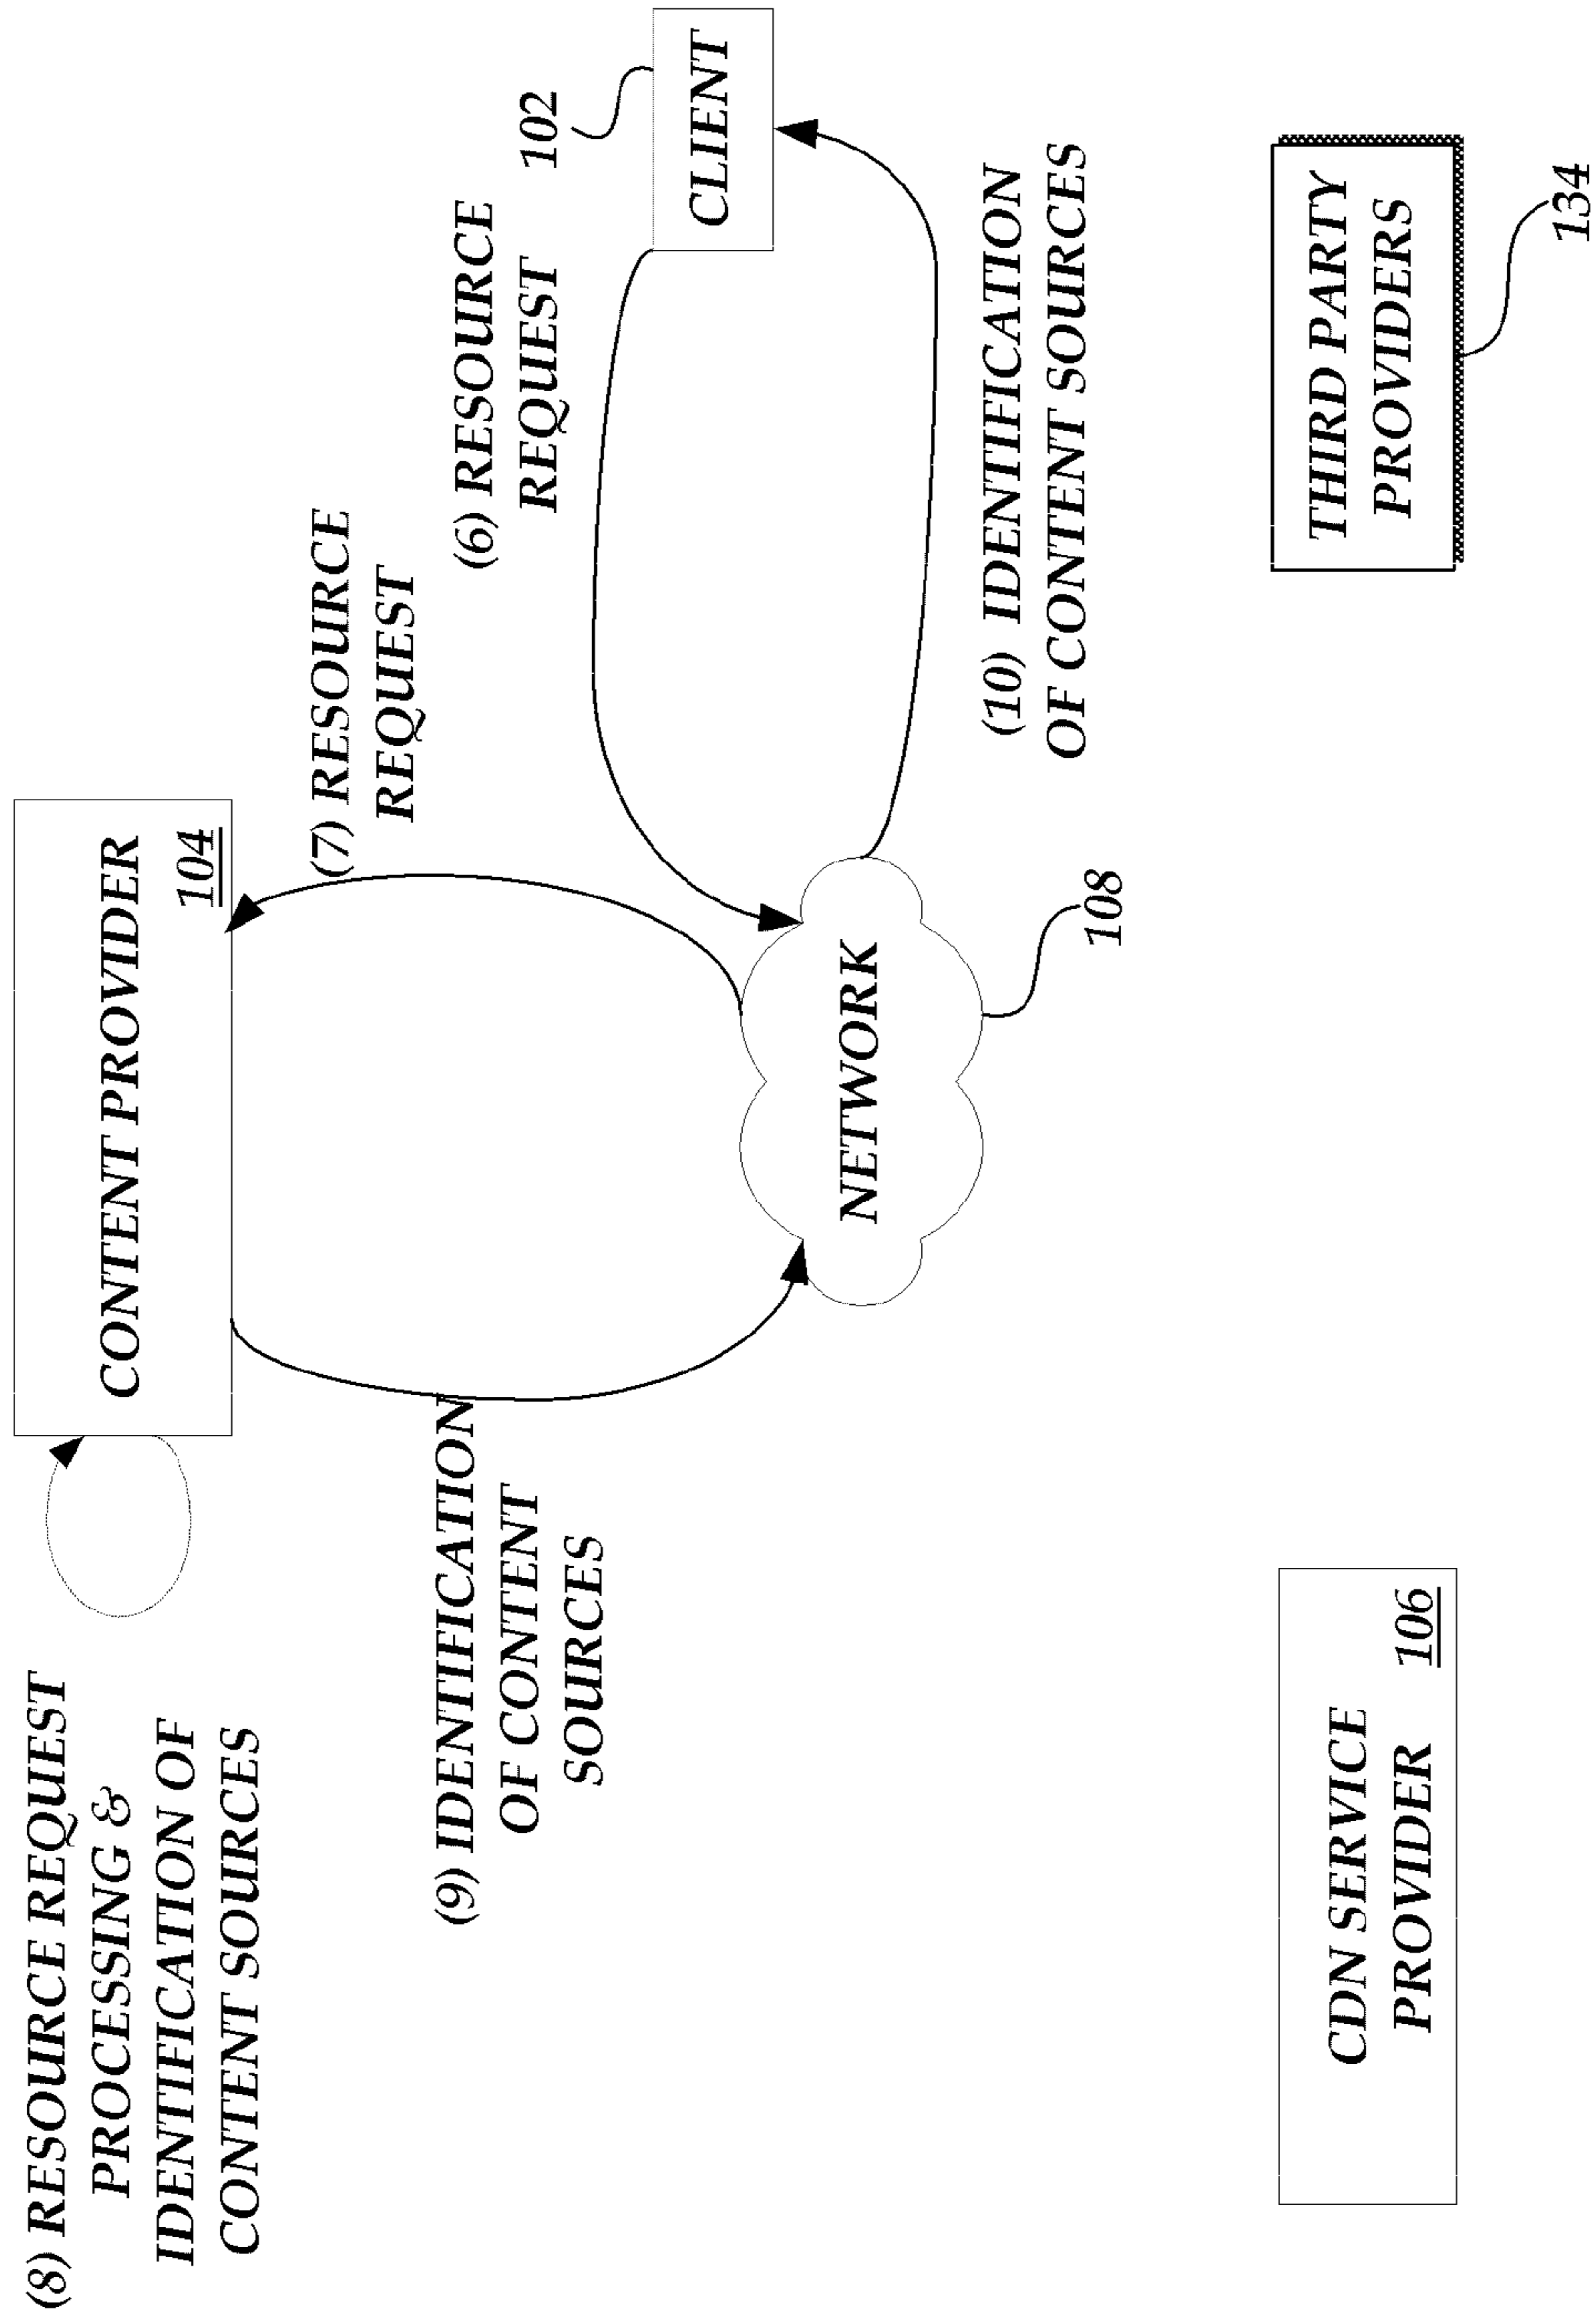 (8) RESOURCE REQUEST
PROCESSING &
IDENTIFICATION OF
CONTENT SOURCES
CONTENT PROVIDER
104
(7) RESOURCE
REQUEST
(6) RESOURCE
REQUEST
102
CLIENT
(9) IDENTIFICATION
OF CONTENT
SOURCES
NETWORK
108
(10) IDENTIFICATION
OF CONTENT SOURCES
CDN SERVICE
PROVIDER
106
THIRD PARTY
PROVIDERS
134